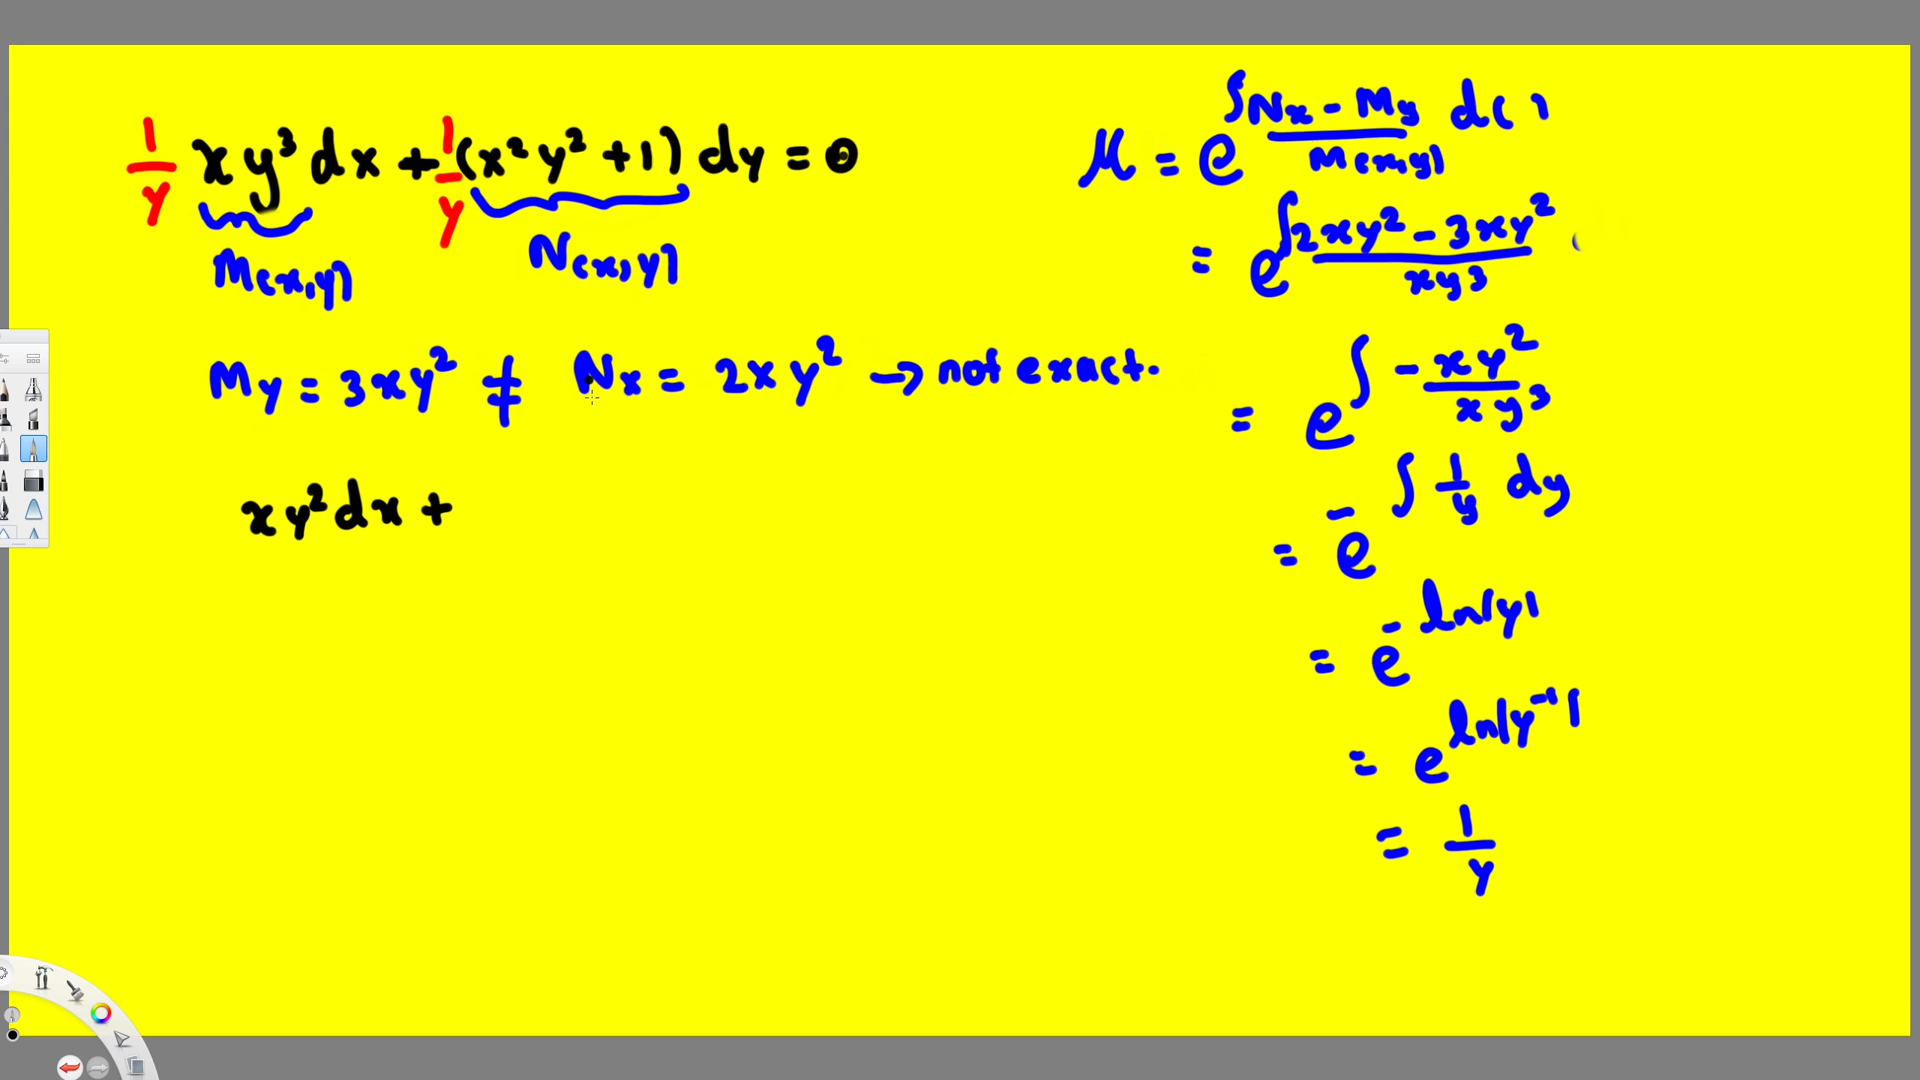 1/y xy³dx + 1/y (x²y² + 1) dy = 0
M(x,y)
N(x,y)
My = 3xy² ≠ Nx = 2xy² → not exact.
xy²dx +
μ = e^∫ (Nx - My)/M(x,y) d( )
= e^∫ (2xy² - 3xy²)/xy³
= e^∫ -xy²/xy³
= e^-∫ 1/y dy
= e^-ln|y|
= e^ln|y⁻¹|
= 1/y